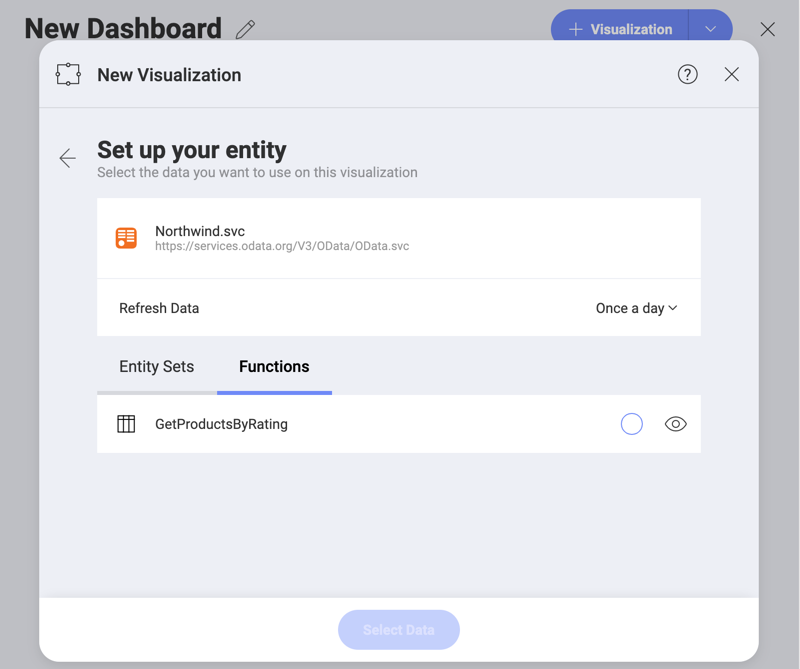 New Dashboard
Visualization
New Visualization
?
Set up your entity
Select the data you want to use on this visualization
Northwind.svc
https://services.odata.org/V3/OData/OData.svc
Refresh Data
Once a day
Entity Sets
Functions
GetProductsByRating
Select Data